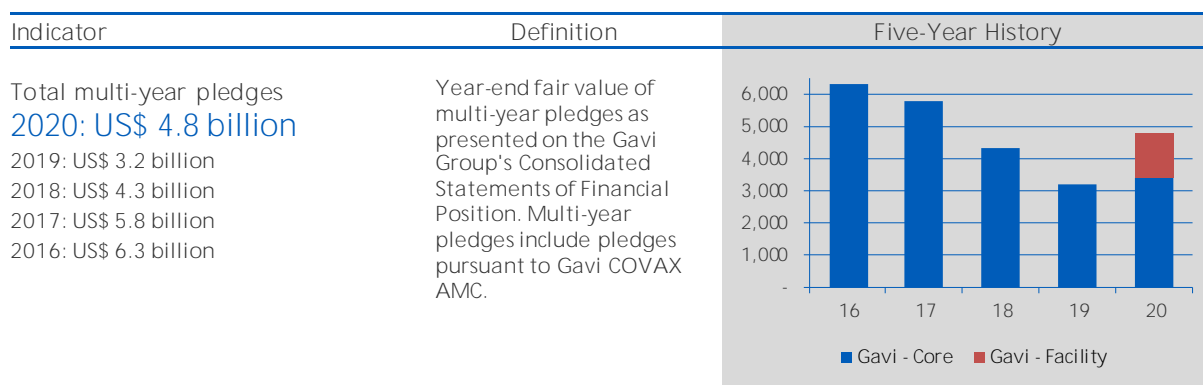 Indicator
Definition
Five-Year History
Total multi-year pledges
2020: US$ 4.8 billion
2019: US$ 3.2 billion
2018: US$ 4.3 billion
2017: US$ 5.8 billion
2016: US$ 6.3 billion
Year-end fair value of
multi-year pledges as
presented on the Gavi
Group's Consolidated
Statements of Financial
Position. Multi-year
pledges include pledges
pursuant to Gavi COVAX
AMC.
6,000
5,000
4,000
3,000
2,000
1,000
-
16 17 18 19 20
Gavi - Core Gavi - Facility